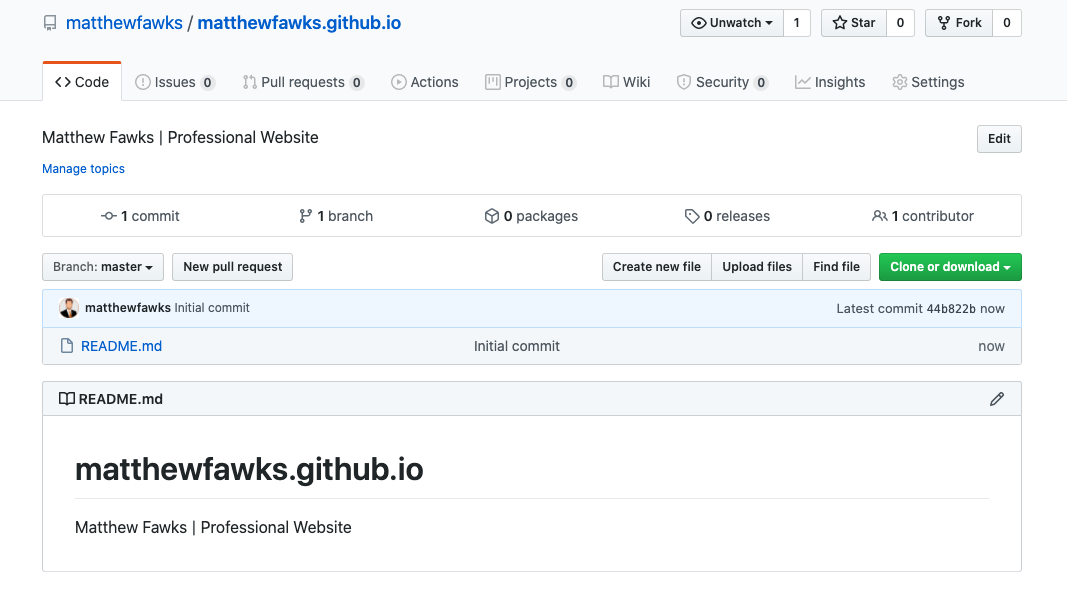 matthewfawks / matthewfawks.github.io Unwatch 1 Star 0 Fork 0
Code Issues 0 Pull requests 0 Actions Projects 0 Wiki Security 0 Insights Settings
Matthew Fawks | Professional Website Edit
Manage topics
1 commit 1 branch 0 packages 0 releases 1 contributor
Branch: master New pull request Create new file Upload files Find file Clone or download
matthewfawks Initial commit Latest commit 44b822b now
README.md Initial commit now
README.md
matthewfawks.github.io
Matthew Fawks | Professional Website